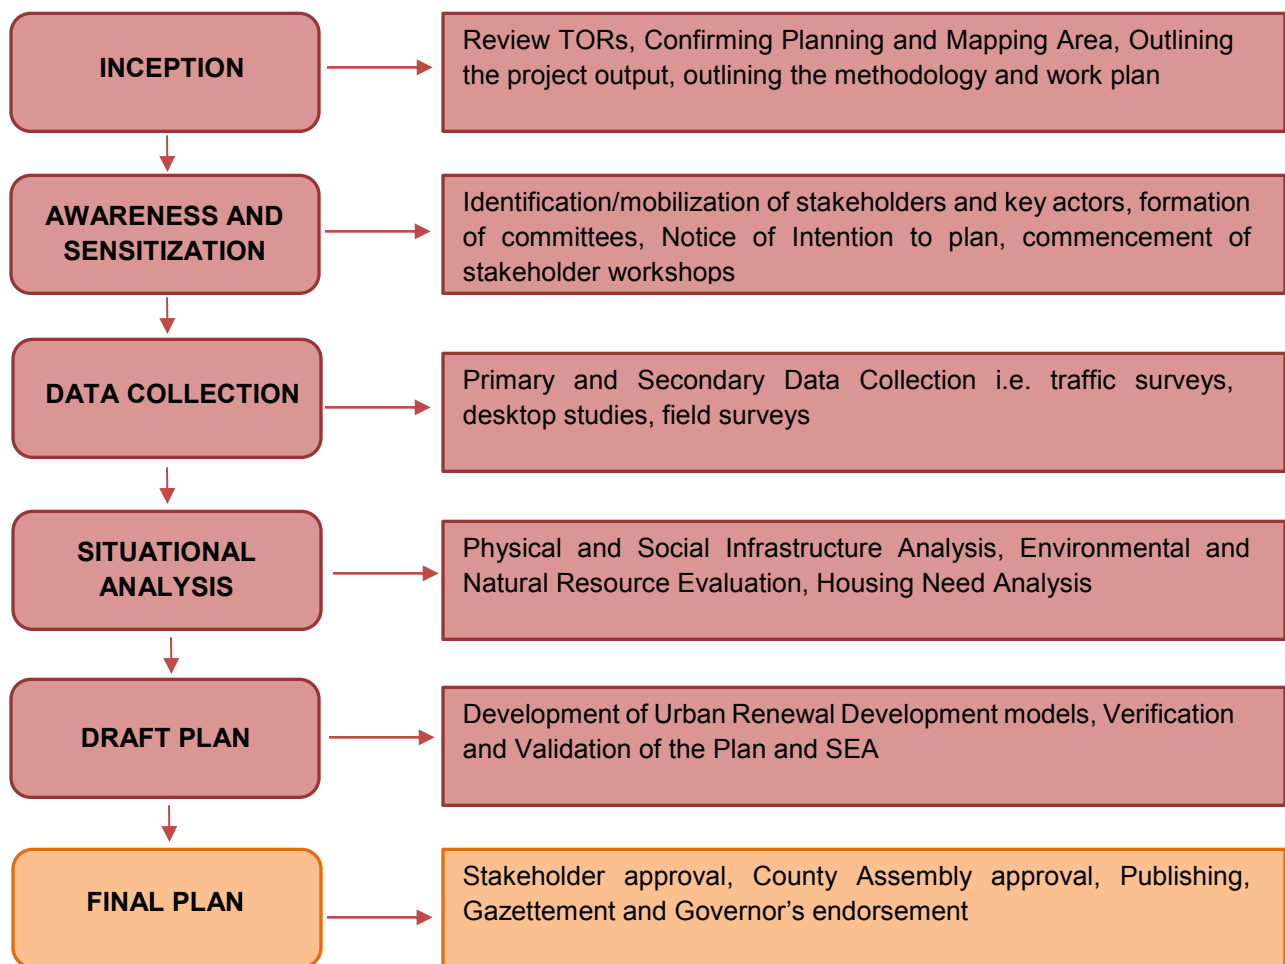 INCEPTION
Review TORs, Confirming Planning and Mapping Area, Outlining
the project output, outlining the methodology and work plan
AWARENESS AND
SENSITIZATION
Identification/mobilization of stakeholders and key actors, formation
of committees, Notice of Intention to plan, commencement of
stakeholder workshops
DATA COLLECTION
Primary and Secondary Data Collection i.e. traffic surveys,
desktop studies, field surveys
SITUATIONAL
ANALYSIS
Physical and Social Infrastructure Analysis, Environmental and
Natural Resource Evaluation, Housing Need Analysis
DRAFT PLAN
Development of Urban Renewal Development models, Verification
and Validation of the Plan and SEA
FINAL PLAN
Stakeholder approval, County Assembly approval, Publishing,
Gazettement and Governor’s endorsement